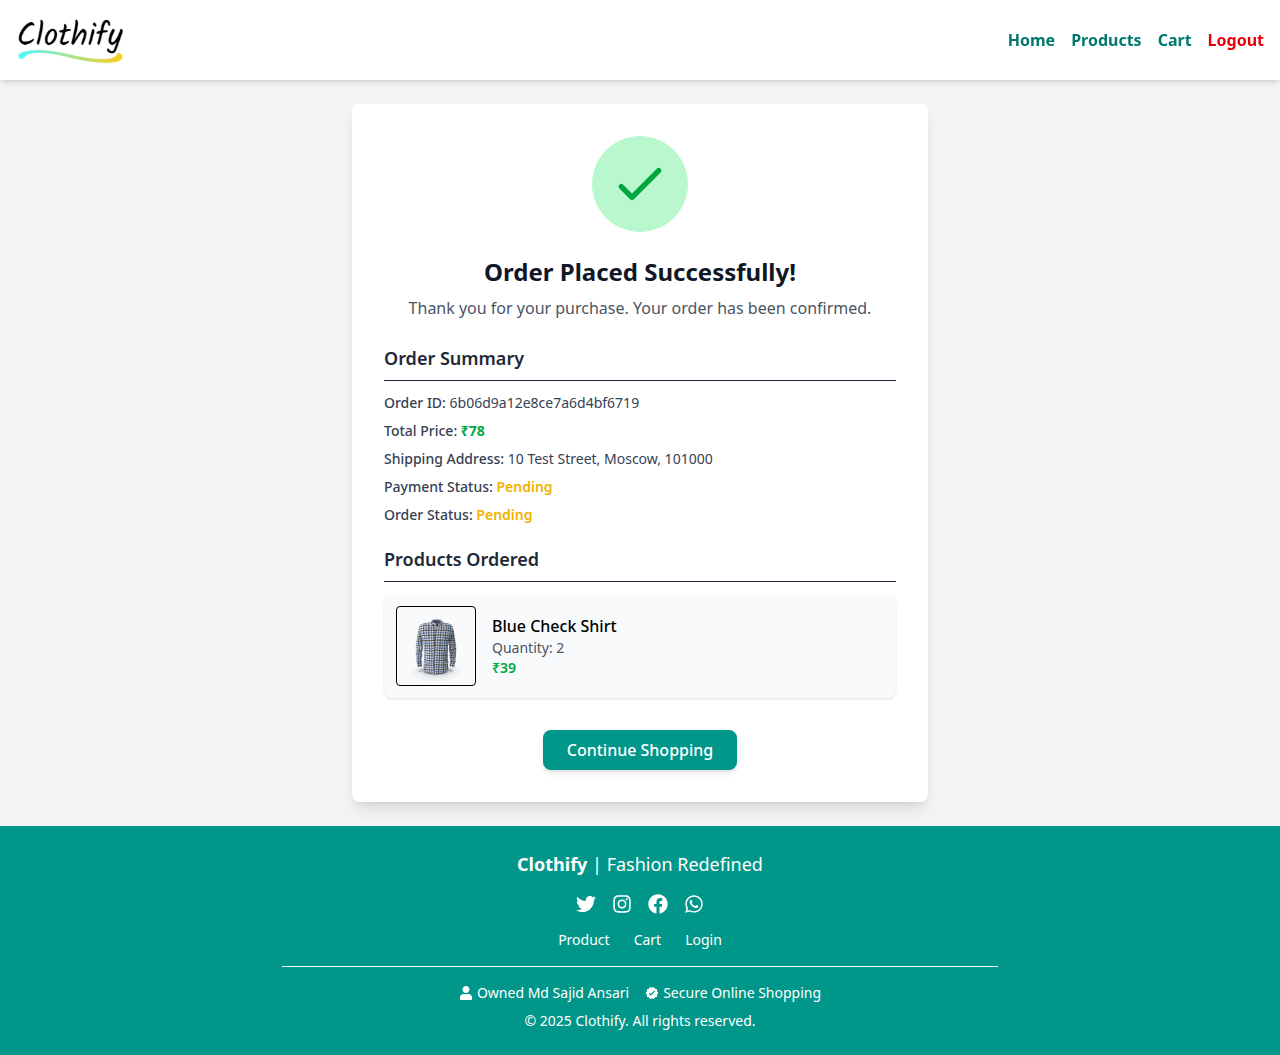 Clothify
Home Products Cart Logout
Order Placed Successfully!
Thank you for your purchase. Your order has been confirmed.
Order Summary
Order ID: 6b06d9a12e8ce7a6d4bf6719
Total Price: ₹78
Shipping Address: 10 Test Street, Moscow, 101000
Payment Status: Pending
Order Status: Pending
Products Ordered
Blue Check Shirt
Quantity: 2
₹39
Continue Shopping
Clothify | Fashion Redefined
Product Cart Login
Owned Md Sajid Ansari Secure Online Shopping
© 2025 Clothify. All rights reserved.